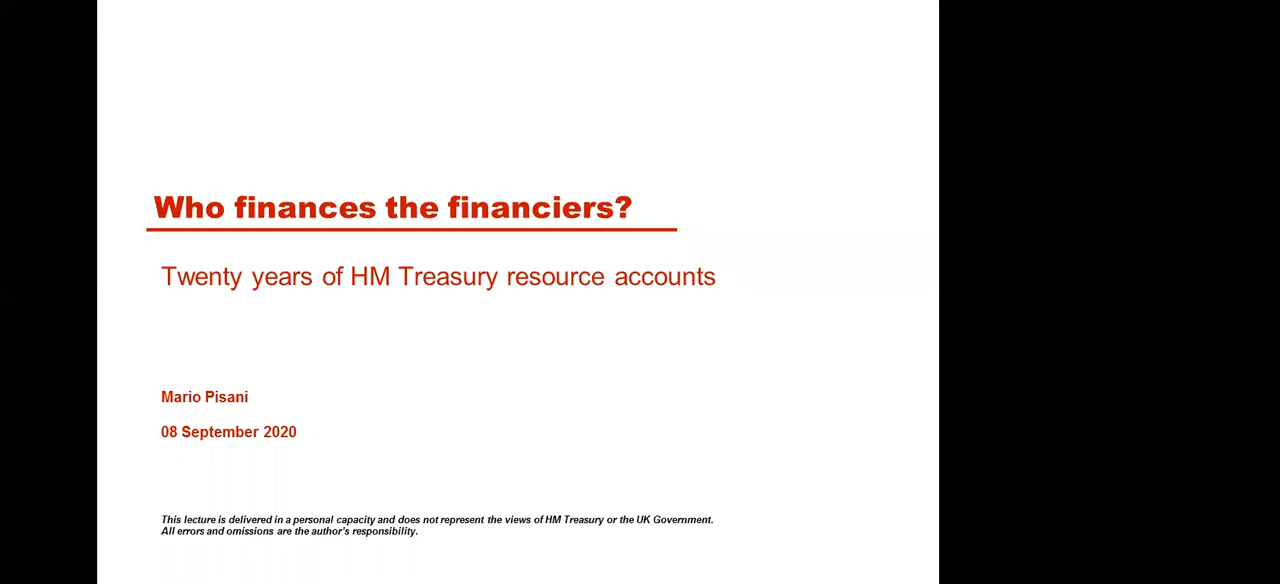 Who finances the financiers?
Twenty years of HM Treasury resource accounts
Mario Pisani
08 September 2020
This lecture is delivered in a personal capacity and does not represent the views of HM Treasury or the UK Government.
All errors and omissions are the author's responsibility.